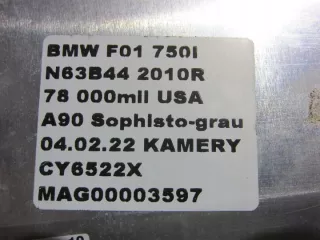 BMW F01 750I
N63B44 2010R
78 000mil USA
A90 Sophisto-grau
04.02.22 KAMERY
CY6522X
MAG00003597